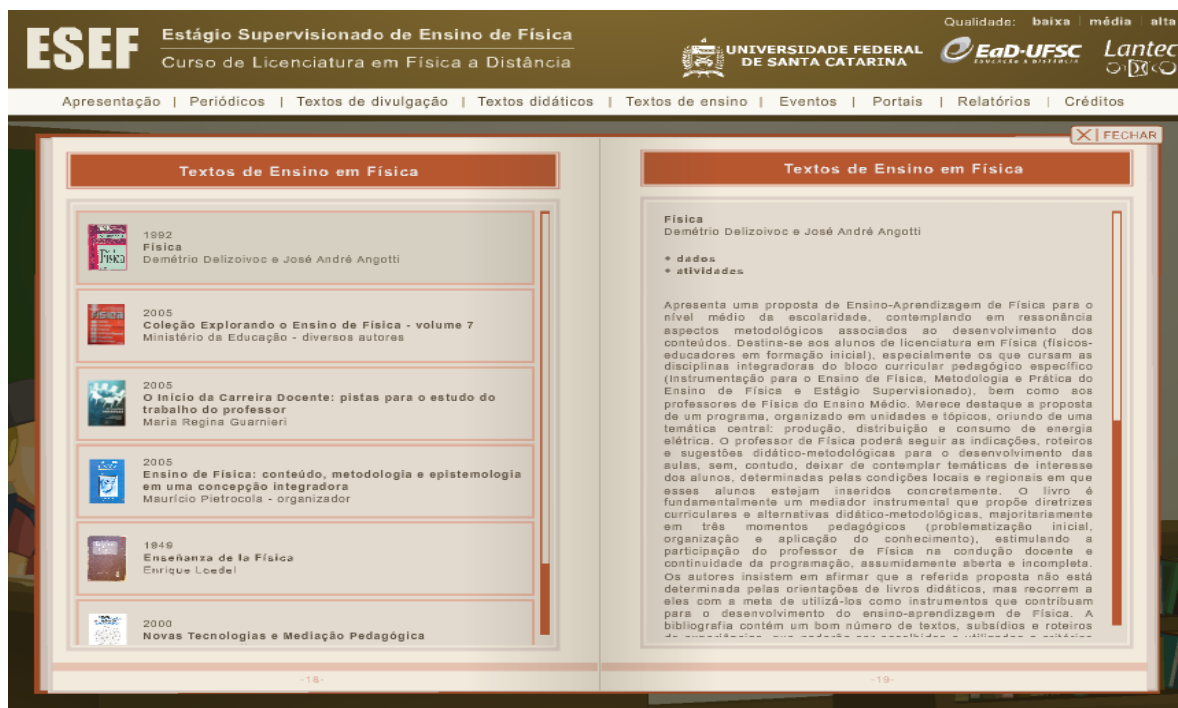 Qualidade: baixa | média | alta
ESEF
Estágio Supervisionado de Ensino de Física
Curso de Licenciatura em Física a Distância
UNIVERSIDADE FEDERAL
DE SANTA CATARINA
EaD-UFSC
EDUCAÇÃO A DISTÂNCIA
Lantec
Apresentação | Periódicos | Textos de divulgação | Textos didáticos | Textos de ensino | Eventos | Portais | Relatórios | Créditos
X | FECHAR
Textos de Ensino em Física
1992
Física
Demétrio Delizoivoc e José André Angotti
2005
Coleção Explorando o Ensino de Física - volume 7
Ministério da Educação - diversos autores
2005
O Início da Carreira Docente: pistas para o estudo do
trabalho do professor
Maria Regina Guarnieri
2005
Ensino de Física: conteúdo, metodologia e epistemologia
em uma concepção integradora
Maurício Pietrocola - organizador
1949
Enseñanza de la Física
Enrique Loedel
2000
Novas Tecnologias e Mediação Pedagógica
-18-
Textos de Ensino em Física
Física
Demétrio Delizoivoc e José André Angotti
+ dados
+ atividades
Apresenta uma proposta de Ensino-Aprendizagem de Física para o
nível médio da escolaridade, contemplando em ressonância
aspectos metodológicos associados ao desenvolvimento dos
conteúdos. Destina-se aos alunos de licenciatura em Física (físicos-
educadores em formação inicial), especialmente os que cursam as
disciplinas integradoras do bloco curricular pedagógico específico
(Instrumentação para o Ensino de Física, Metodologia e Prática do
Ensino de Física e Estágio Supervisionado), bem como aos
professores de Física do Ensino Médio. Merece destaque a proposta
de um programa, organizado em unidades e tópicos, oriundo de uma
temática central: produção, distribuição e consumo de energia
elétrica. O professor de Física poderá seguir as indicações, roteiros
e sugestões didático-metodológicas para o desenvolvimento das
aulas, sem, contudo, deixar de contemplar temáticas de interesse
dos alunos, determinadas pelas condições locais e regionais em que
esses alunos estejam inseridos concretamente. O livro é
fundamentalmente um mediador instrumental que propõe diretrizes
curriculares e alternativas didático-metodológicas, majoritariamente
em três momentos pedagógicos (problematização inicial,
organização e aplicação do conhecimento), estimulando a
participação do professor de Física na condução docente e
continuidade da programação, assumidamente aberta e incompleta.
Os autores insistem em afirmar que a referida proposta não está
determinada pelas orientações de livros didáticos, mas recorrem a
eles com a meta de utilizá-los como instrumentos que contribuam
para o desenvolvimento do ensino-aprendizagem de Física. A
bibliografia contém um bom número de textos, subsídios e roteiros
-19-